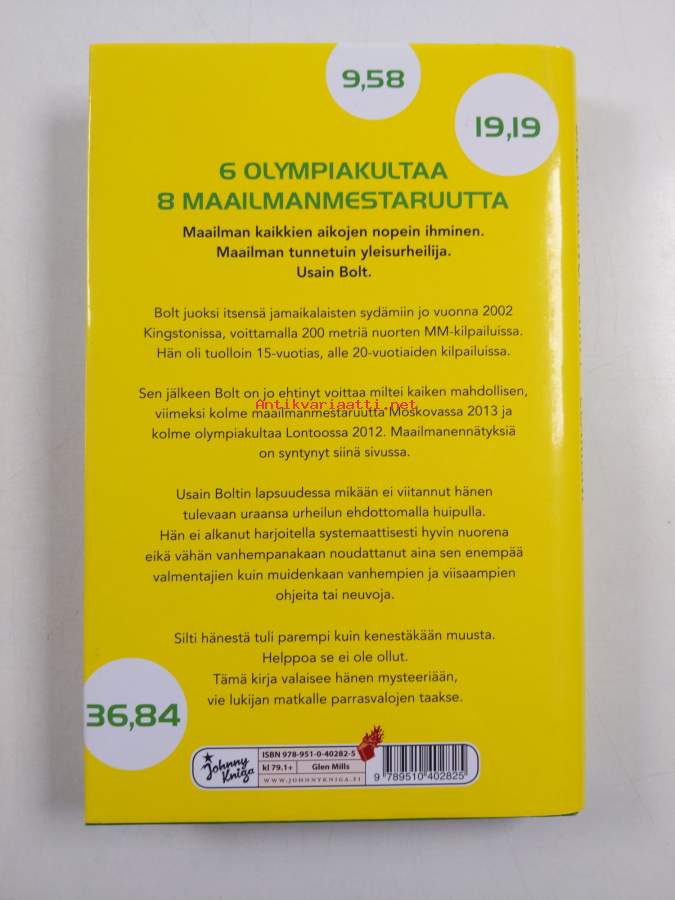 9,58
19,19
6 OLYMPIAKULTAA
8 MAAILMANMESTARUUTTA
Maailman kaikkien aikojen nopein ihminen.
Maailman tunnetuin yleisurheilija.
Usain Bolt.
Bolt juoksi itsensä jamaikalaisten sydämiin jo vuonna 2002
Kingstonissa, voittamalla 200 metriä nuorten MM-kilpailuissa.
Hän oli tuolloin 15-vuotias, alle 20-vuotiaiden kilpailuissa.
Sen jälkeen Bolt on jo ehtinyt voittaa miltei kaiken mahdollisen,
Antikvariaatti.net
viimeksi kolme maailmanmestaruutta Moskovassa 2013 ja
kolme olympiakultaa Lontoossa 2012. Maailmanennätyksiä
on syntynyt siinä sivussa.
Usain Boltin lapsuudessa mikään ei viitannut hänen
tulevaan uraansa urheilun ehdottomalla huipulla.
Hän ei alkanut harjoitella systemaattisesti hyvin nuorena
eikä vähän vanhempanakaan noudattanut aina sen enempää
valmentajien kuin muidenkaan vanhempien ja viisaampien
ohjeita tai neuvoja.
Silti hänestä tuli parempi kuin kenestäkään muusta.
Helppoa se ei ole ollut.
Tämä kirja valaisee hänen mysteeriään,
vie lukijan matkalle parrasvalojen taakse.
36,84
Johnny
Kniga
ISBN 978-951-0-40282-5
kl 79.1+ Glen Mills
WWW.JOHNNYKNIGA.FI
9 789510 402825